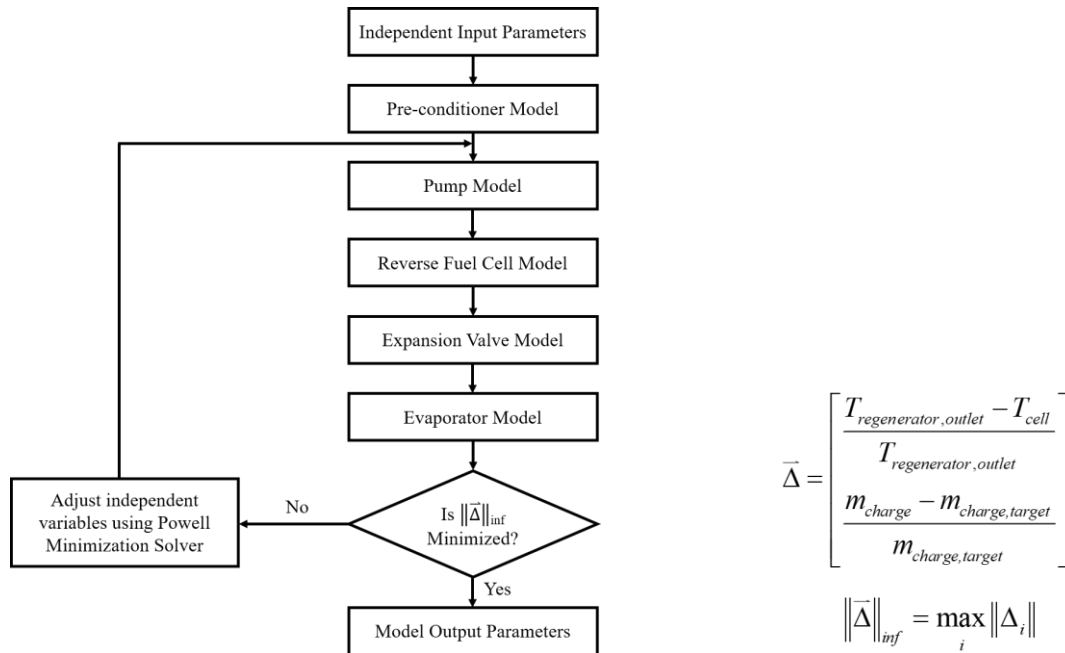 Independent Input Parameters
Pre-conditioner Model
Pump Model
Reverse Fuel Cell Model
Expansion Valve Model
Evaporator Model
Adjust independent
variables using Powell
Minimization Solver
No
Is ‖Δ⃗‖inf
Minimized?
Yes
Model Output Parameters
Δ⃗ = [ (T_regenerator,outlet − T_cell) / T_regenerator,outlet
(m_charge − m_charge,target) / m_charge,target ]
‖Δ⃗‖_inf = max_i ‖Δ_i‖